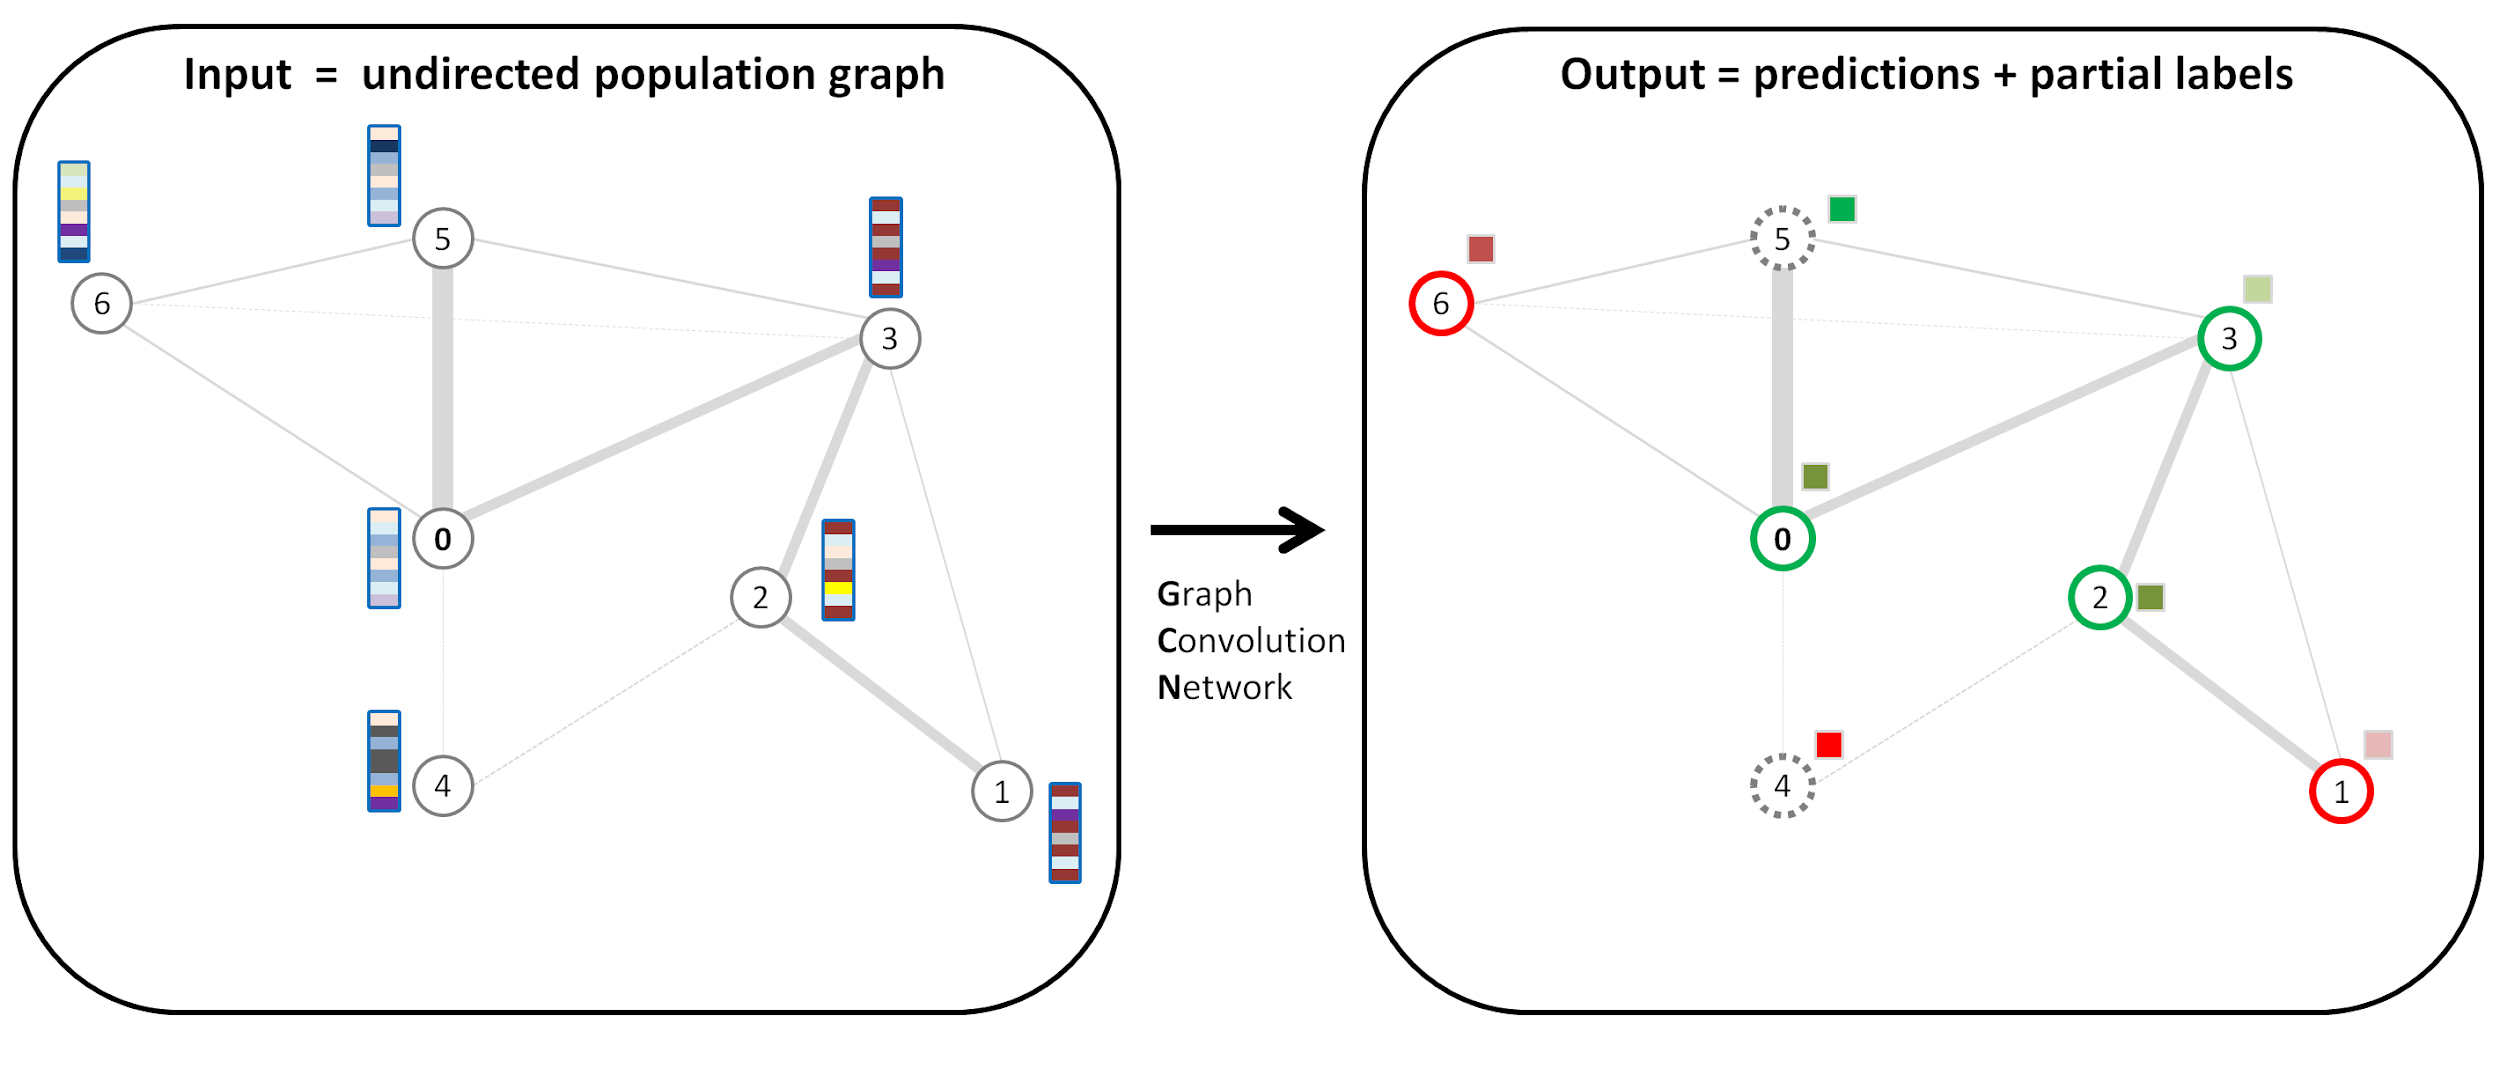 Input = undirected population graph
5
6
3
0
2
4
1
Graph
Convolution
Network
Output = predictions + partial labels
5
6
3
0
2
4
1